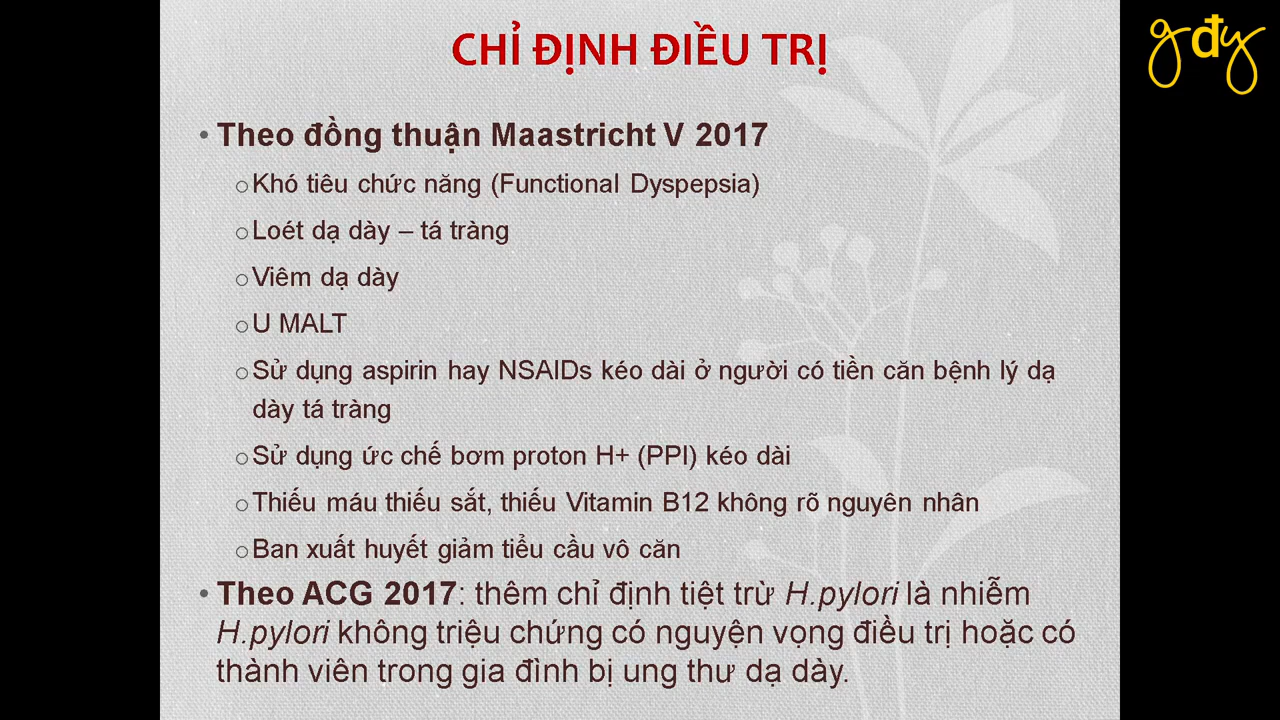 gđy
CHỈ ĐỊNH ĐIỀU TRỊ
• Theo đồng thuận Maastricht V 2017
○ Khó tiêu chức năng (Functional Dyspepsia)
○ Loét dạ dày – tá tràng
○ Viêm dạ dày
○ U MALT
○ Sử dụng aspirin hay NSAIDs kéo dài ở người có tiền căn bệnh lý dạ
dày tá tràng
○ Sử dụng ức chế bơm proton H+ (PPI) kéo dài
○ Thiếu máu thiếu sắt, thiếu Vitamin B12 không rõ nguyên nhân
○ Ban xuất huyết giảm tiểu cầu vô căn
• Theo ACG 2017: thêm chỉ định tiệt trừ H.pylori là nhiễm
H.pylori không triệu chứng có nguyện vọng điều trị hoặc có
thành viên trong gia đình bị ung thư dạ dày.